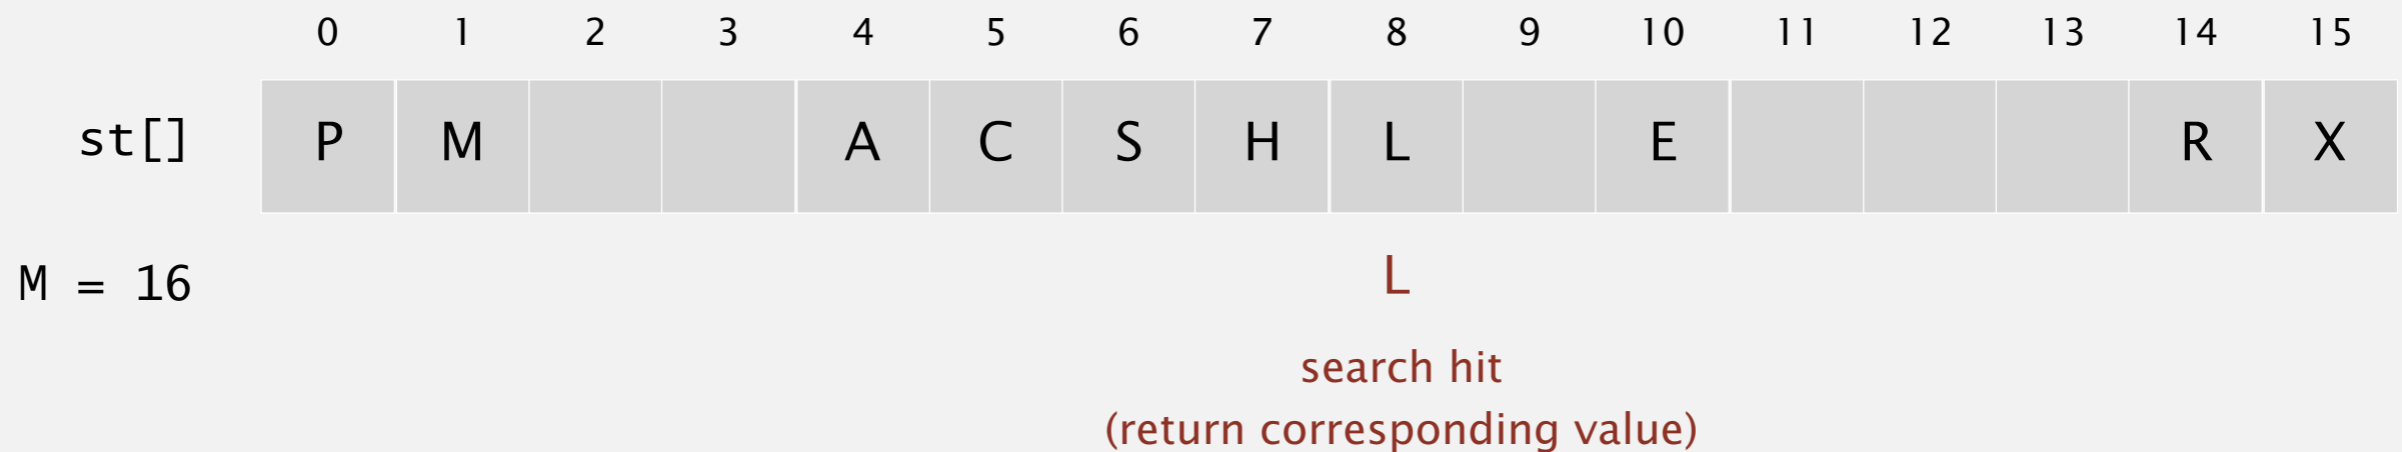 0 1 2 3 4 5 6 7 8 9 10 11 12 13 14 15
st[] P M A C S H L E R X
M = 16 L
search hit
(return corresponding value)